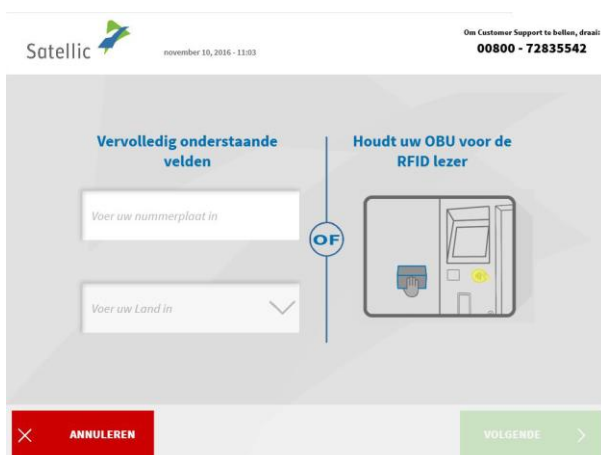 Satellic
november 10, 2016 - 11:03
Om Customer Support te bellen, draai:
00800 - 72835542
Vervolledig onderstaande
velden
Voer uw nummerplaat in
Voer uw Land in
OF
Houdt uw OBU voor de
RFID lezer
ANNULEREN
VOLGENDE